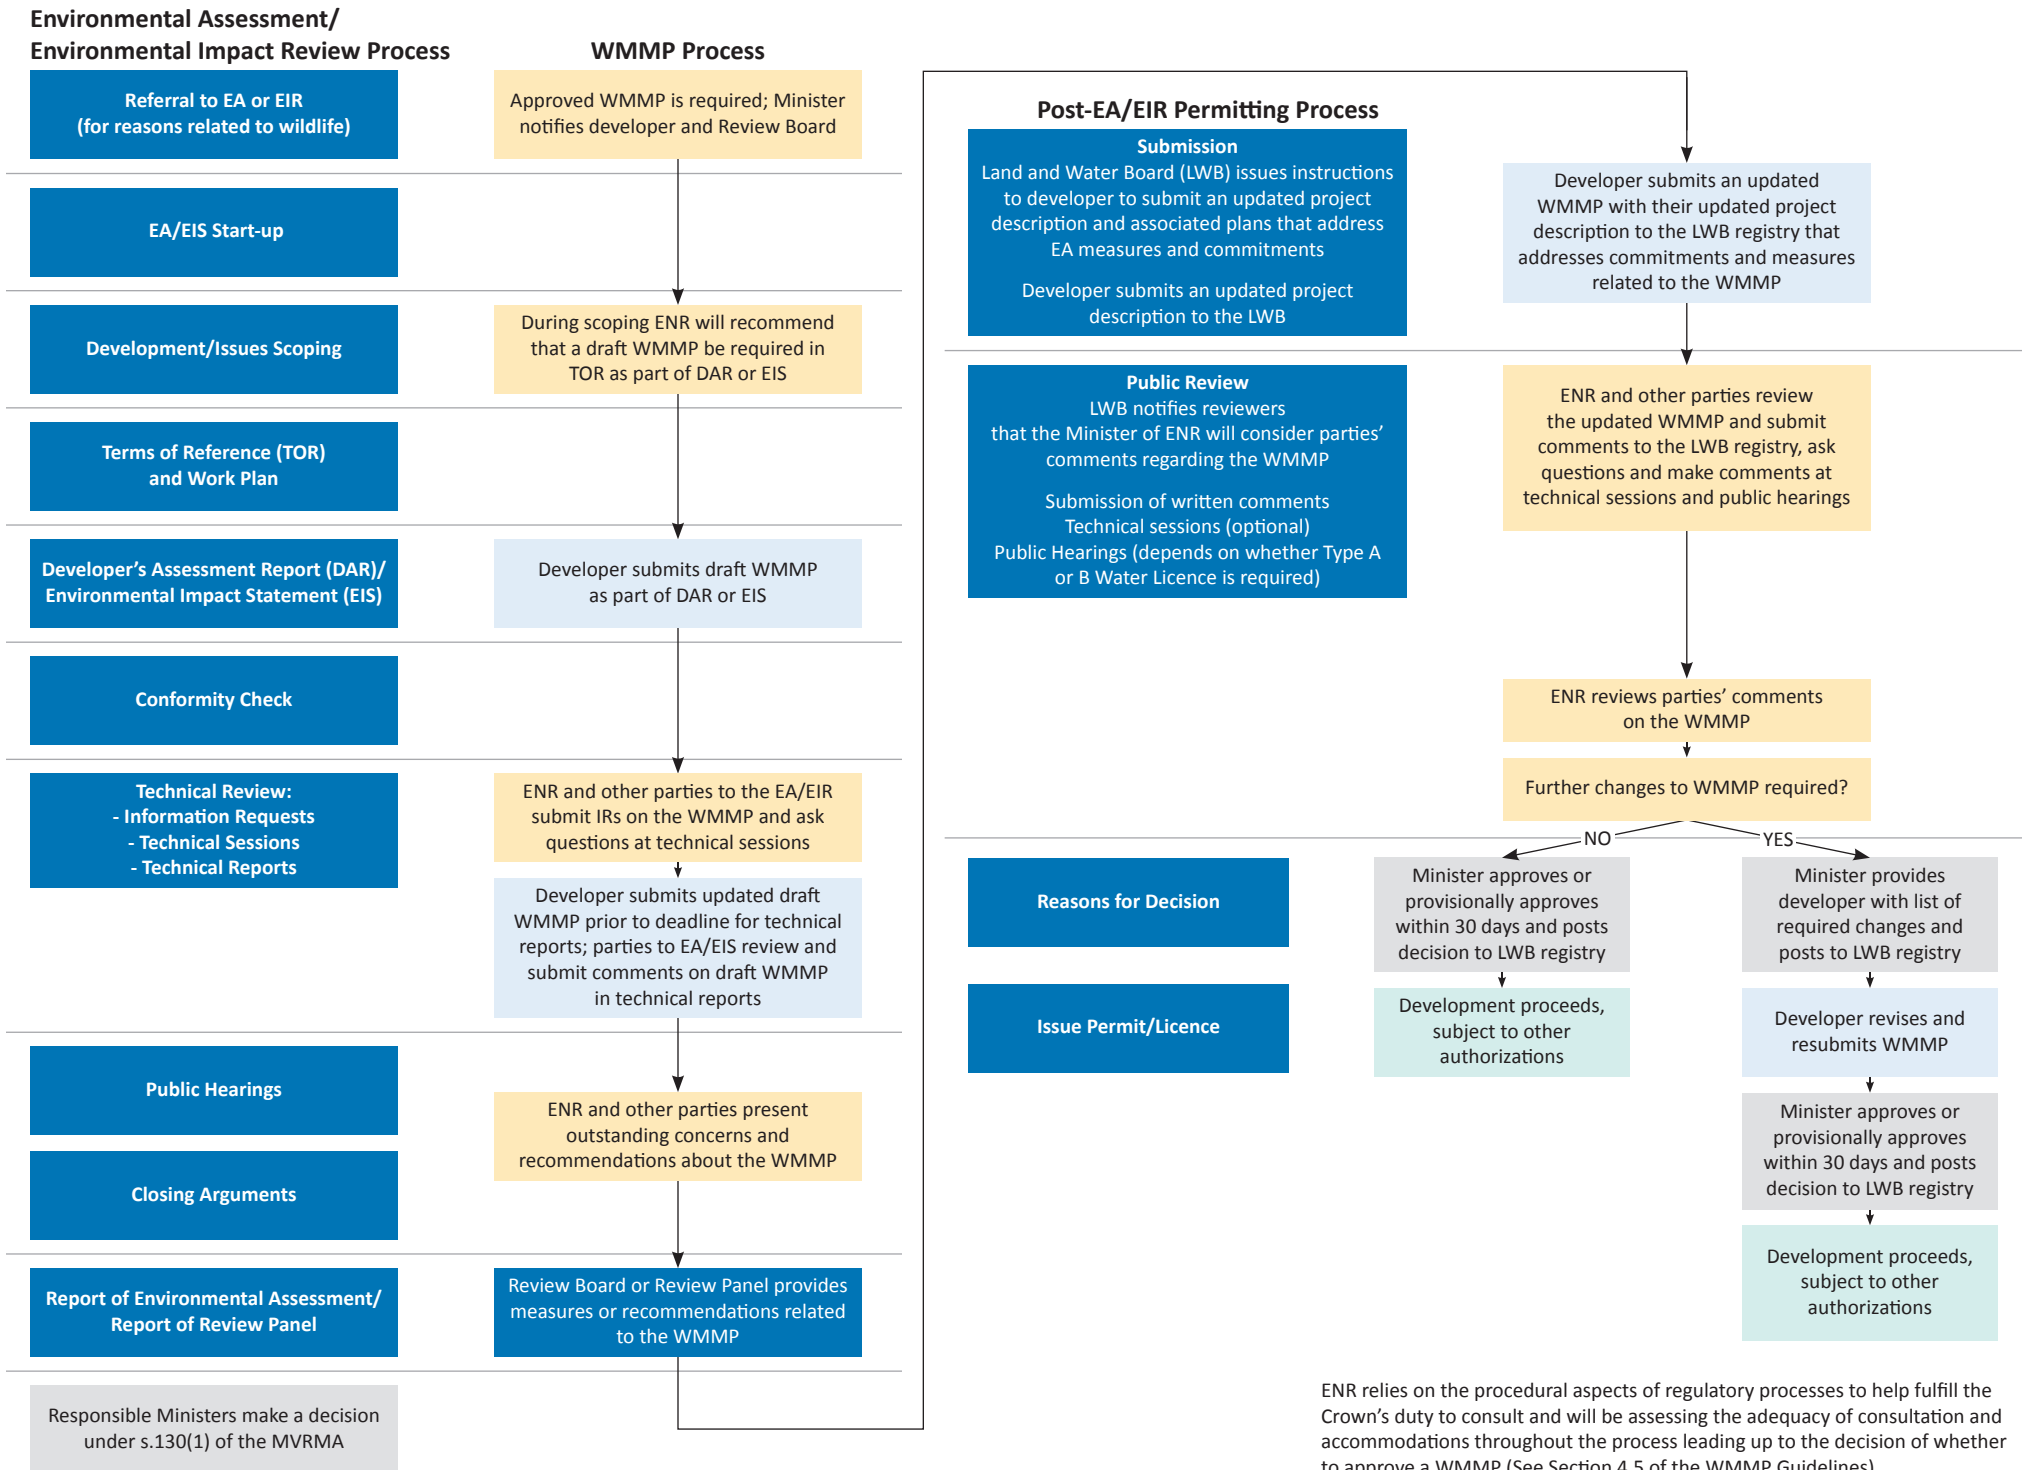 Environmental Assessment/
Environmental Impact Review Process
WMMP Process
Referral to EA or EIR
(for reasons related to wildlife)
Approved WMMP is required; Minister
notifies developer and Review Board
EA/EIS Start-up
Development/Issues Scoping
During scoping ENR will recommend
that a draft WMMP be required in
TOR as part of DAR or EIS
Terms of Reference (TOR)
and Work Plan
Developer’s Assessment Report (DAR)/
Environmental Impact Statement (EIS)
Developer submits draft WMMP
as part of DAR or EIS
Conformity Check
Technical Review:
- Information Requests
- Technical Sessions
- Technical Reports
ENR and other parties to the EA/EIR
submit IRs on the WMMP and ask
questions at technical sessions
Developer submits updated draft
WMMP prior to deadline for technical
reports; parties to EA/EIS review and
submit comments on draft WMMP
in technical reports
Public Hearings
Closing Arguments
ENR and other parties present
outstanding concerns and
recommendations about the WMMP
Report of Environmental Assessment/
Report of Review Panel
Review Board or Review Panel provides
measures or recommendations related
to the WMMP
Responsible Ministers make a decision
under s.130(1) of the MVRMA
Post-EA/EIR Permitting Process
Submission
Land and Water Board (LWB) issues instructions
to developer to submit an updated project
description and associated plans that address
EA measures and commitments
Developer submits an updated project
description to the LWB
Developer submits an updated
WMMP with their updated project
description to the LWB registry that
addresses commitments and measures
related to the WMMP
Public Review
LWB notifies reviewers
that the Minister of ENR will consider parties’
comments regarding the WMMP
Submission of written comments
Technical sessions (optional)
Public Hearings (depends on whether Type A
or B Water Licence is required)
ENR and other parties review
the updated WMMP and submit
comments to the LWB registry, ask
questions and make comments at
technical sessions and public hearings
ENR reviews parties’ comments
on the WMMP
Further changes to WMMP required?
NO
YES
Reasons for Decision
Minister approves or
provisionally approves
within 30 days and posts
decision to LWB registry
Minister provides
developer with list of
required changes and
posts to LWB registry
Issue Permit/Licence
Development proceeds,
subject to other
authorizations
Developer revises and
resubmits WMMP
Minister approves or
provisionally approves
within 30 days and posts
decision to LWB registry
Development proceeds,
subject to other
authorizations
ENR relies on the procedural aspects of regulatory processes to help fulfill the
Crown’s duty to consult and will be assessing the adequacy of consultation and
accommodations throughout the process leading up to the decision of whether
to approve a WMMP (See Section 4.5 of the WMMP Guidelines)